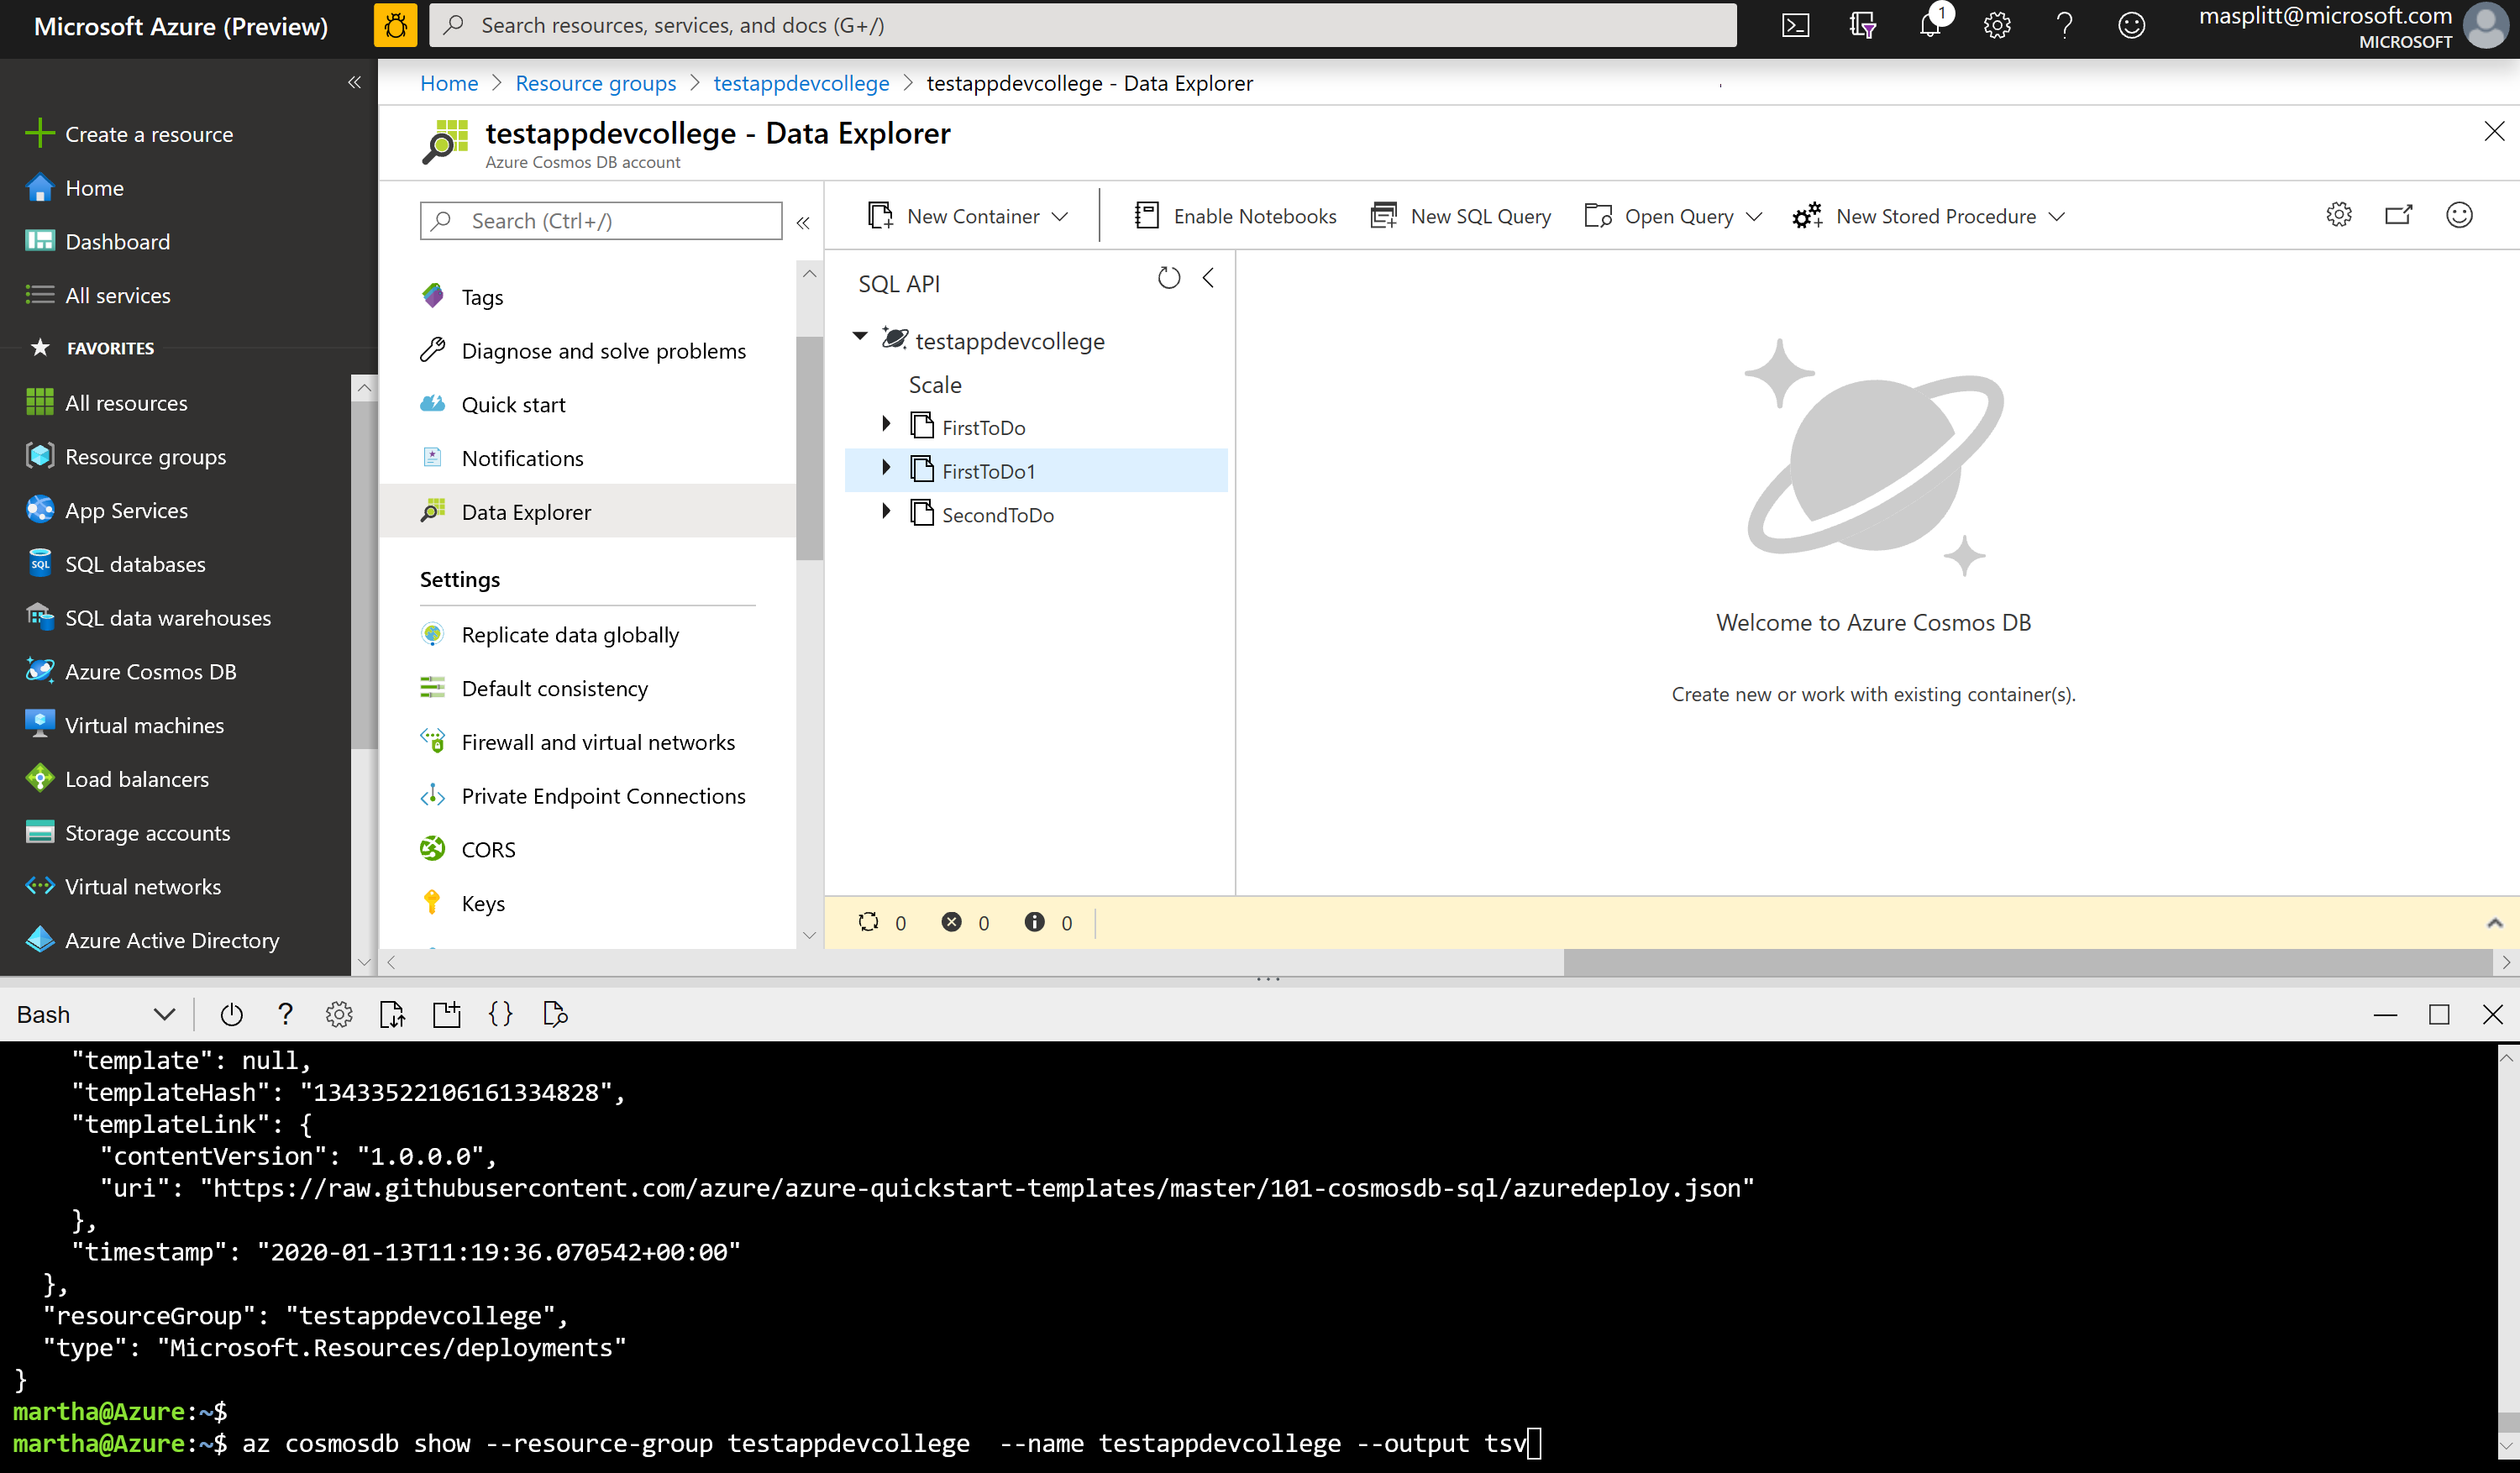 Microsoft Azure (Preview)
Search resources, services, and docs (G+/)
1
masplitt@microsoft.com
MICROSOFT
Create a resource
Home
Dashboard
All services
FAVORITES
All resources
Resource groups
App Services
SQL
SQL databases
SQL data warehouses
Azure Cosmos DB
Virtual machines
Load balancers
Storage accounts
Virtual networks
Azure Active Directory
Home > Resource groups > testappdevcollege > testappdevcollege - Data Explorer
testappdevcollege - Data Explorer
Azure Cosmos DB account
Search (Ctrl+/)
Tags
Diagnose and solve problems
Quick start
Notifications
Data Explorer
Settings
Replicate data globally
Default consistency
Firewall and virtual networks
Private Endpoint Connections
CORS
Keys
New Container
Enable Notebooks
New SQL Query
Open Query
New Stored Procedure
SQL API
testappdevcollege
Scale
FirstToDo
FirstToDo1
SecondToDo
Welcome to Azure Cosmos DB
Create new or work with existing container(s).
0 0 0
Bash
"template": null,
"templateHash": "13433522106161334828",
"templateLink": {
"contentVersion": "1.0.0.0",
"uri": "https://raw.githubusercontent.com/azure/azure-quickstart-templates/master/101-cosmosdb-sql/azuredeploy.json"
},
"timestamp": "2020-01-13T11:19:36.070542+00:00"
},
"resourceGroup": "testappdevcollege",
"type": "Microsoft.Resources/deployments"
}
martha@Azure:~$
martha@Azure:~$ az cosmosdb show --resource-group testappdevcollege  --name testappdevcollege --output tsv